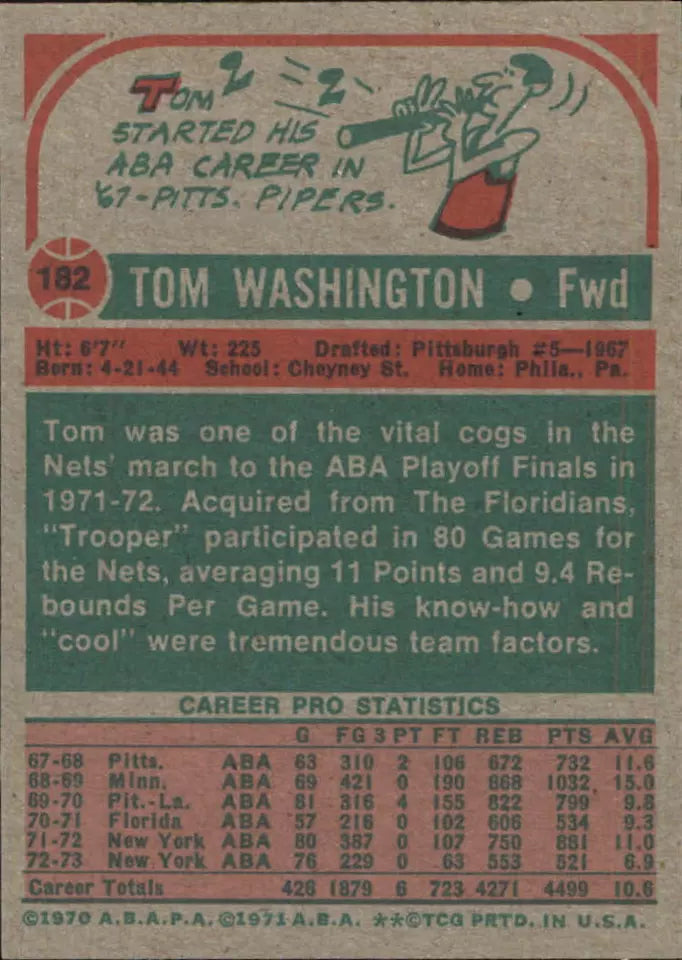 TOM 2 2
STARTED HIS
ABA CAREER IN
'67-PITTS. PIPERS.
182 TOM WASHINGTON • Fwd
Ht: 6'7" Wt: 225 Drafted: Pittsburgh #5—1967
Born: 4-21-44 School: Cheyney St. Home: Phila., Pa.
Tom was one of the vital cogs in the
Nets' march to the ABA Playoff Finals in
1971-72. Acquired from The Floridians,
"Trooper" participated in 80 Games for
the Nets, averaging 11 Points and 9.4 Re-
bounds Per Game. His know-how and
"cool" were tremendous team factors.
CAREER PRO STATISTICS
G FG 3 PT FT REB PTS AVG
67-68 Pitts. ABA 63 310 2 106 672 732 11.6
68-69 Minn. ABA 69 421 0 190 868 1032 15.0
69-70 Pit.-La. ABA 81 316 4 155 822 799 9.8
70-71 Florida ABA 57 216 0 102 606 534 9.3
71-72 New York ABA 80 387 0 107 750 881 11.0
72-73 New York ABA 76 229 0 63 553 521 6.9
Career Totals 426 1879 6 723 4271 4499 10.6
©1970 A.B.A.P.A. ©1971 A.B.A. **©TCG PRTD. IN U.S.A.